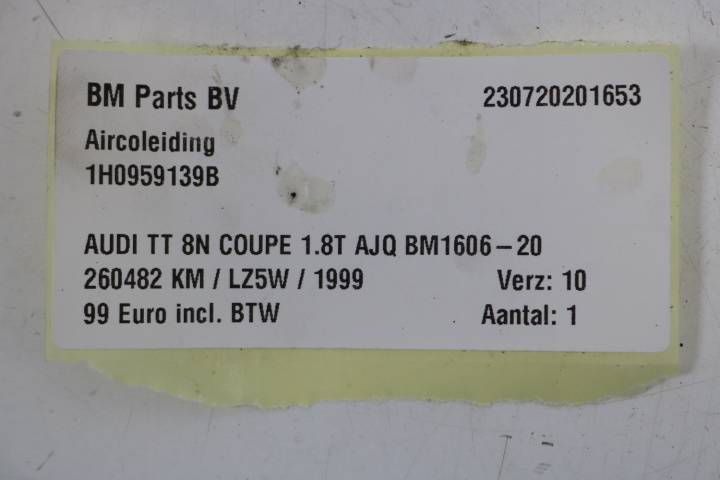 BM Parts BV 230720201653
Aircoleiding
1H0959139B
AUDI TT 8N COUPE 1.8T AJQ BM1606-20
260482 KM / LZ5W / 1999 Verz: 10
99 Euro incl. BTW Aantal: 1